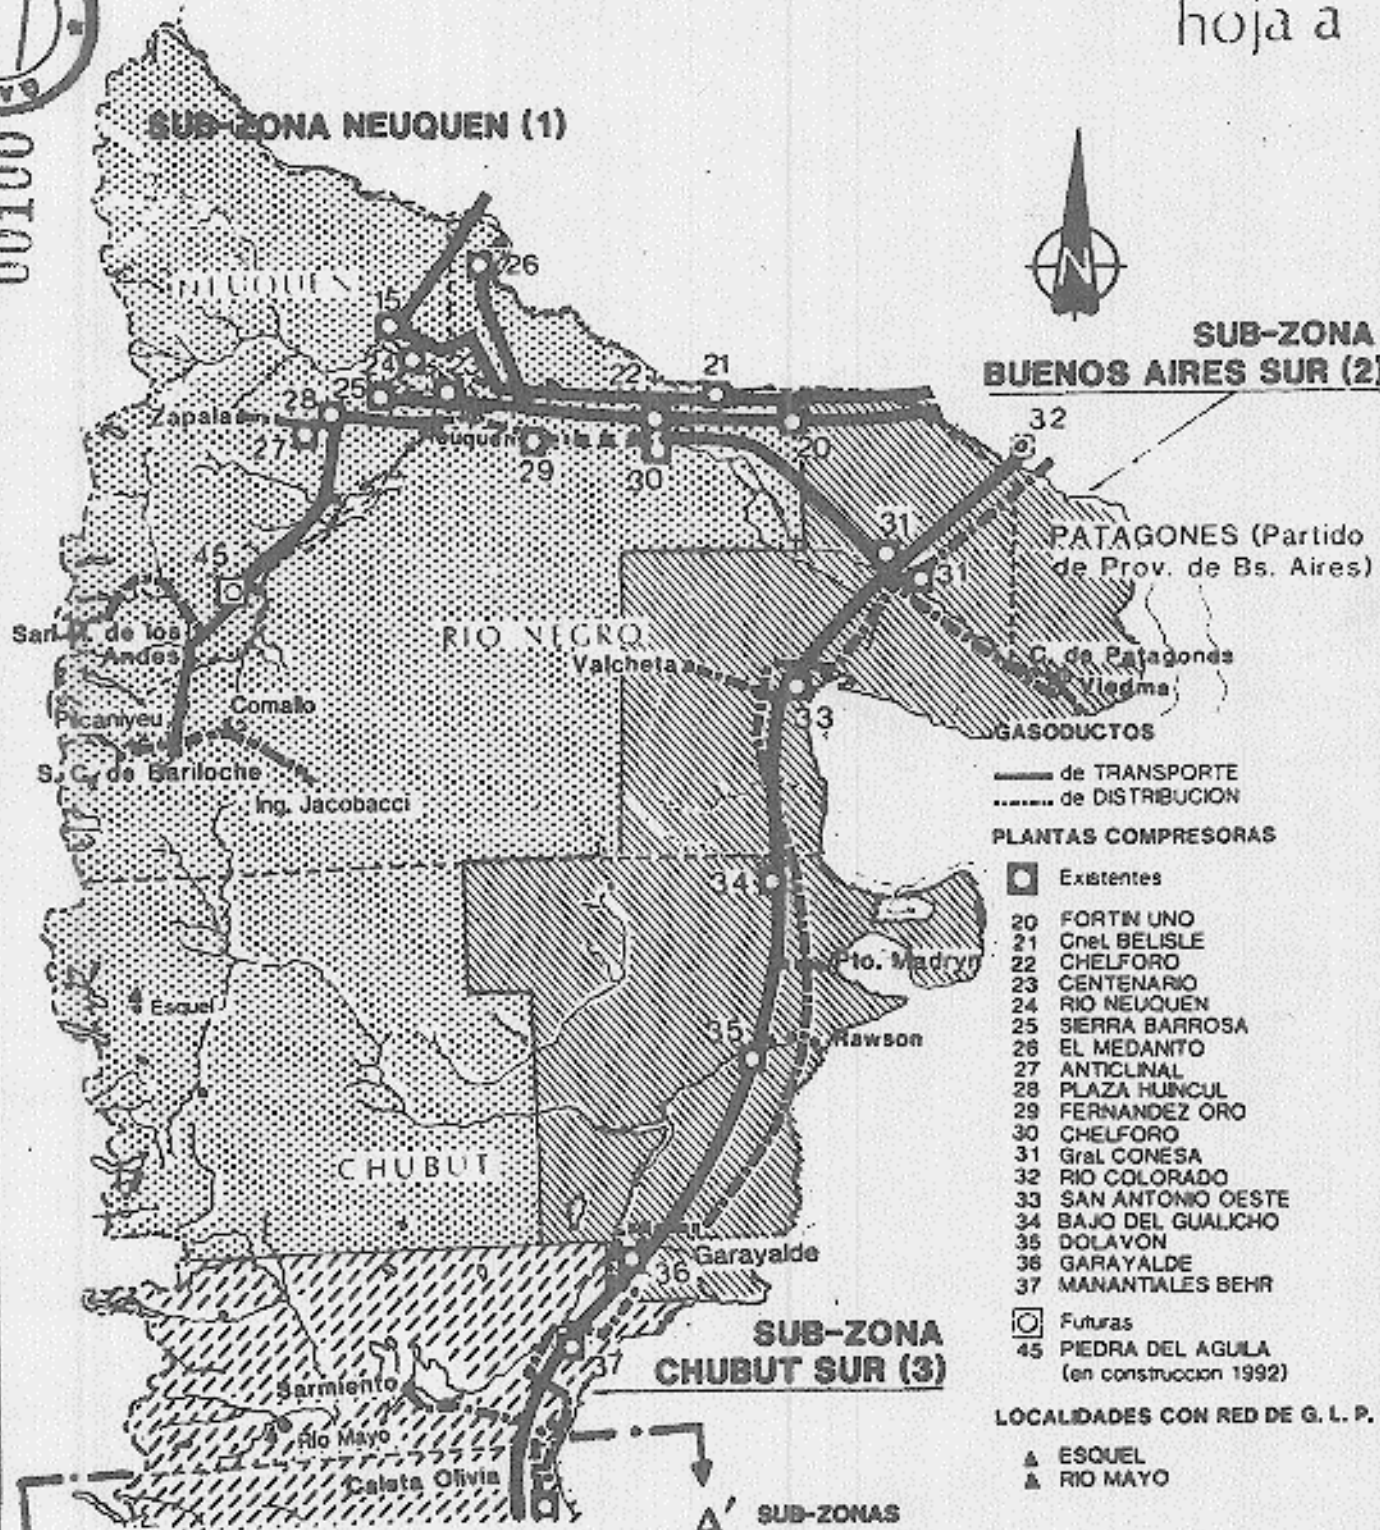 hoja a
00100
SUB-ZONA NEUQUEN (1)
NEUQUEN
26
15
24
23
22
21
25
28
Zapala
27
Neuquen
29
30
20
SUB-ZONA
BUENOS AIRES SUR (2)
32
31
31
PATAGONES (Partido
de Prov. de Bs. Aires)
45
San M. de los
Andes
RIO NEGRO
Valcheta
C. de Patagones
Viedma
33
Pilcaniyeu
Comallo
S. C. de Bariloche
Ing. Jacobacci
GASODUCTOS
de TRANSPORTE
de DISTRIBUCION
PLANTAS COMPRESORAS
Existentes
20 FORTIN UNO
21 Cnel. BELISLE
22 CHELFORO
23 CENTENARIO
24 RIO NEUQUEN
25 SIERRA BARROSA
26 EL MEDANITO
27 ANTICLINAL
28 PLAZA HUINCUL
29 FERNANDEZ ORO
30 CHELFORO
31 Gral. CONESA
32 RIO COLORADO
33 SAN ANTONIO OESTE
34 BAJO DEL GUALICHO
35 DOLAVON
36 GARAYALDE
37 MANANTIALES BEHR
Futuras
45 PIEDRA DEL AGUILA
(en construccion 1992)
LOCALIDADES CON RED DE G. L. P.
ESQUEL
RIO MAYO
34
Pto. Madryn
Esquel
35
Rawson
CHUBUT
Garayalde
36
SUB-ZONA
CHUBUT SUR (3)
37
Sarmiento
Rio Mayo
Caleta Olivia
A' SUB-ZONAS
N